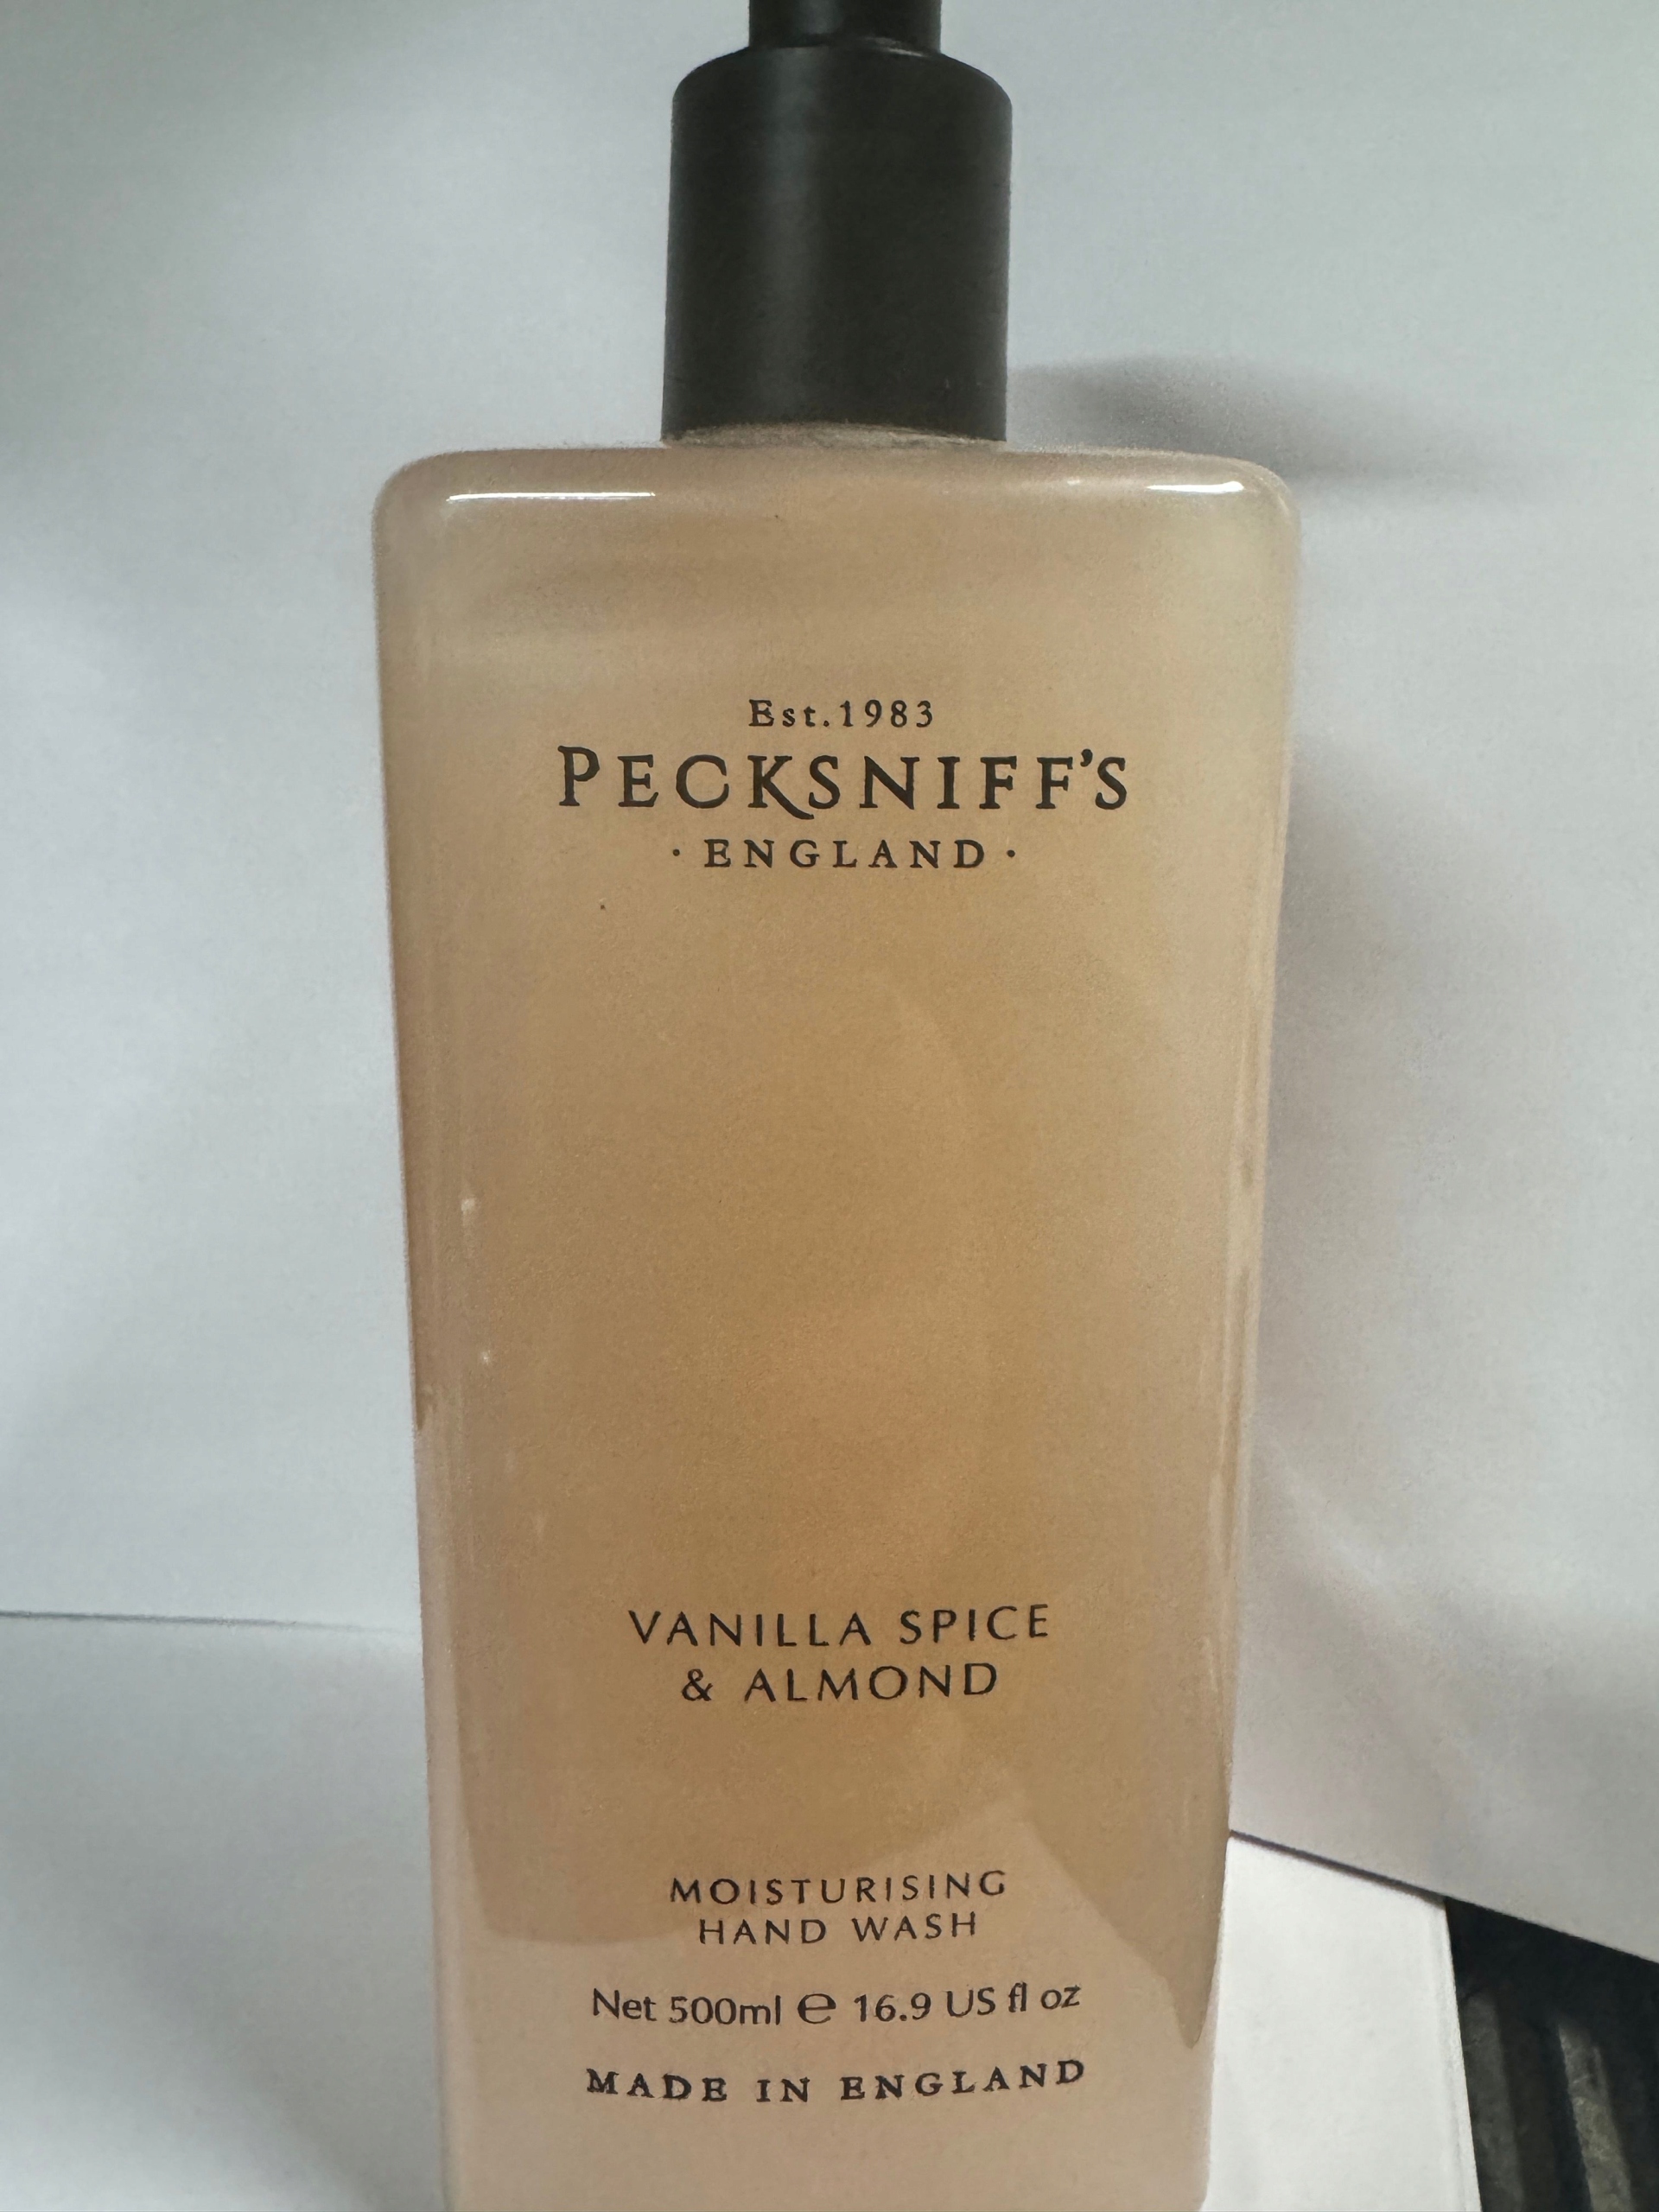 Est.1983
PECKSNIFF'S
· ENGLAND ·
VANILLA SPICE
& ALMOND
MOISTURISING
HAND WASH
Net 500ml ℮ 16.9 US fl oz
MADE IN ENGLAND